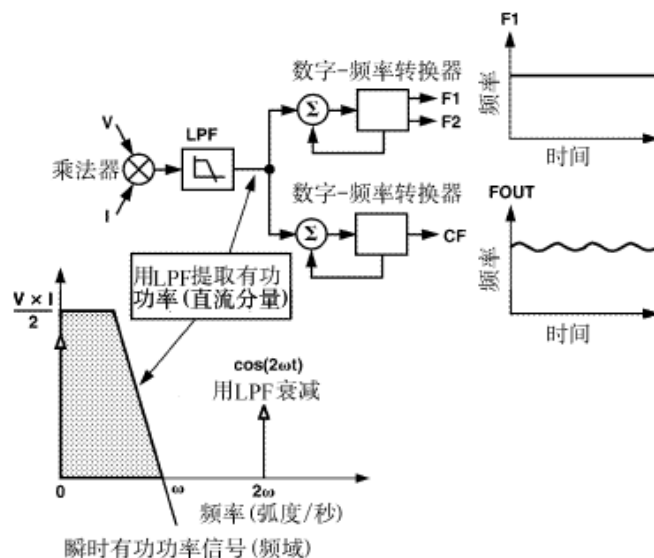 F1
数字-频率转换器
频率
时间
V
LPF
F1
F2
乘法器
Σ
I
数字-频率转换器
FOUT
Σ
CF
频率
时间
用LPF提取有功
功率(直流分量)
V × I
2
cos(2ωt)
用LPF衰减
0
ω
2ω
频率(弧度/秒)
瞬时有功功率信号(频域)